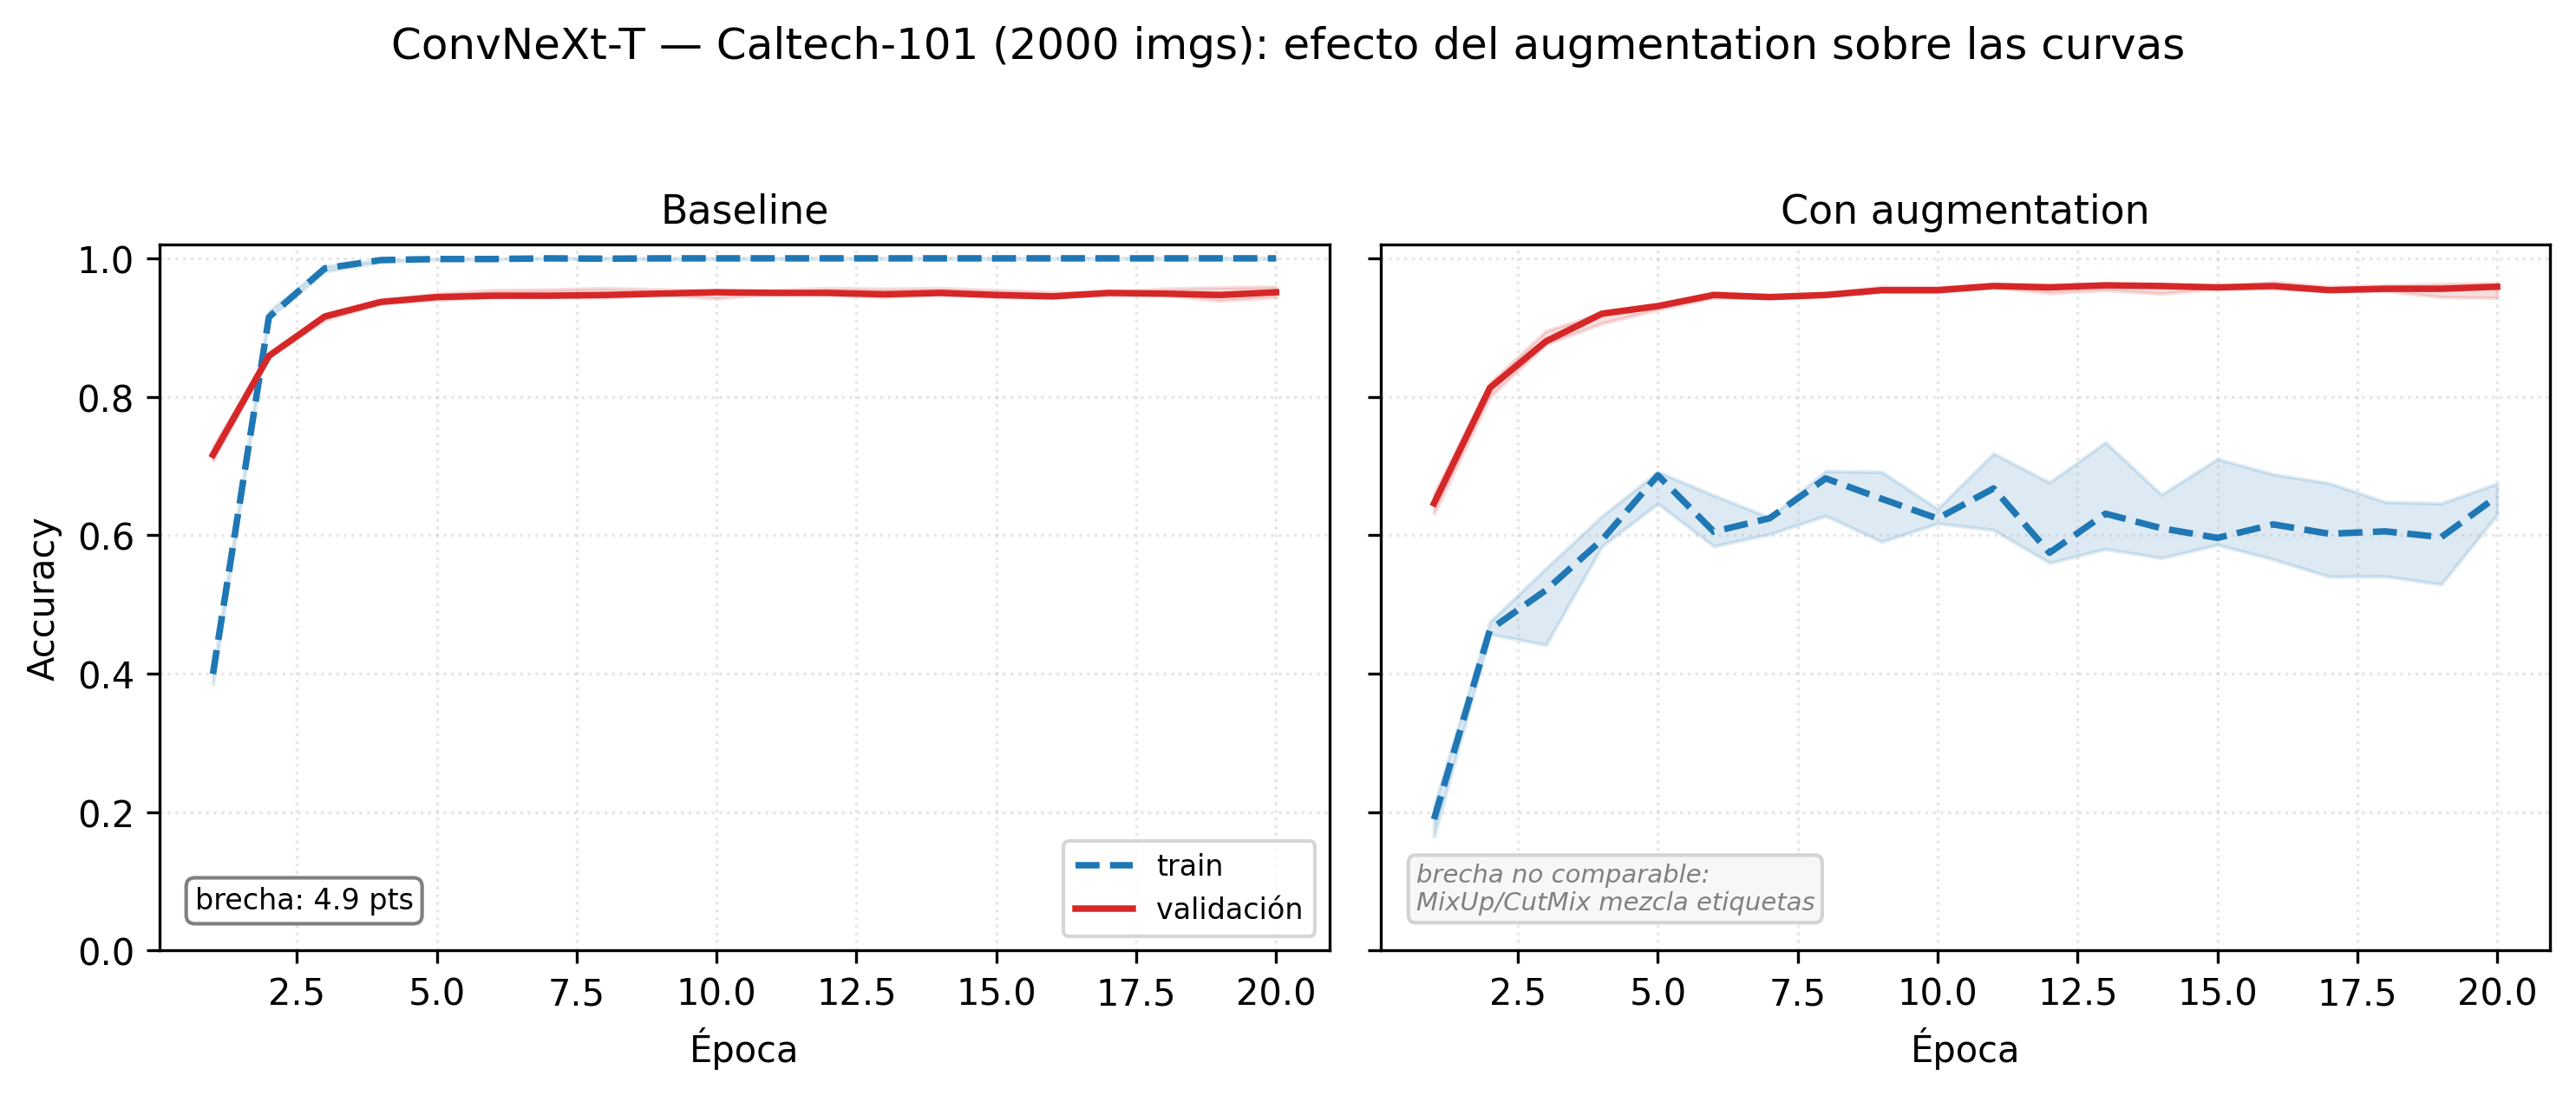 ConvNeXt-T — Caltech-101 (2000 imgs): efecto del augmentation sobre las curvas
Baseline
Accuracy
1.0
0.8
0.6
0.4
0.2
0.0
brecha: 4.9 pts
train
validación
2.5 5.0 7.5 10.0 12.5 15.0 17.5 20.0
Época
Con augmentation
brecha no comparable:
MixUp/CutMix mezcla etiquetas
2.5 5.0 7.5 10.0 12.5 15.0 17.5 20.0
Época